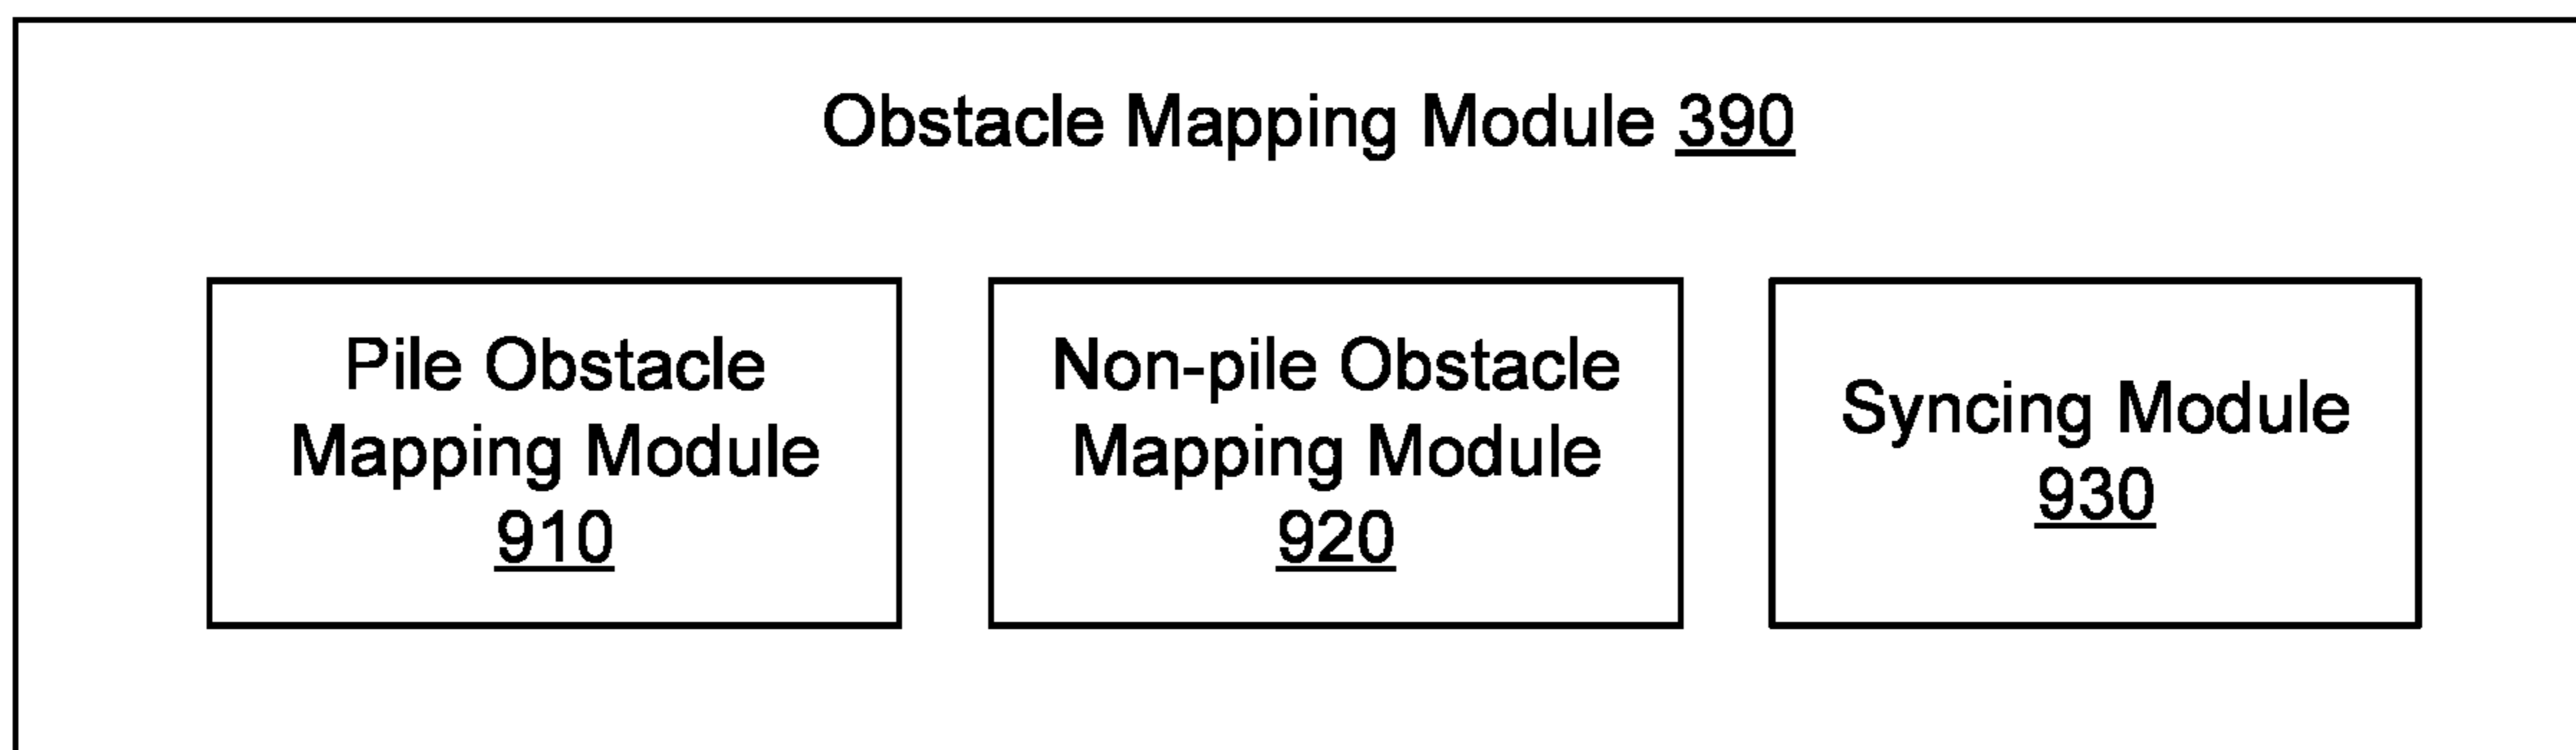 Obstacle Mapping Module 390
Pile Obstacle
Mapping Module
910
Non-pile Obstacle
Mapping Module
920
Syncing Module
930